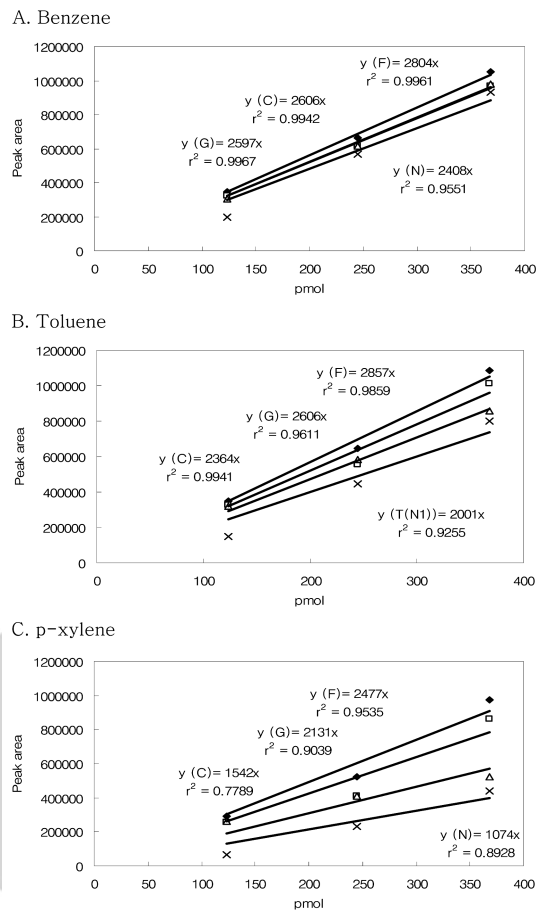 A. Benzene
1200000
1000000
800000
600000
400000
200000
0
Peak area
y (F)= 2804x
r² = 0.9961
y (C)= 2606x
r² = 0.9942
y (G)= 2597x
r² = 0.9967
y (N)= 2408x
r² = 0.9551
0 50 100 150 200 250 300 350 400
pmol
B. Toluene
1200000
1000000
800000
600000
400000
200000
0
Peak area
y (F)= 2857x
r² = 0.9859
y (G)= 2606x
r² = 0.9611
y (C)= 2364x
r² = 0.9941
y (T(N1))= 2001x
r² = 0.9255
0 100 200 300 400
pmol
C. p-xylene
1200000
1000000
800000
600000
400000
200000
0
Peak area
y (F)= 2477x
r² = 0.9535
y (G)= 2131x
r² = 0.9039
y (C)= 1542x
r² = 0.7789
y (N)= 1074x
r² = 0.8928
0 50 100 150 200 250 300 350 400
pmol